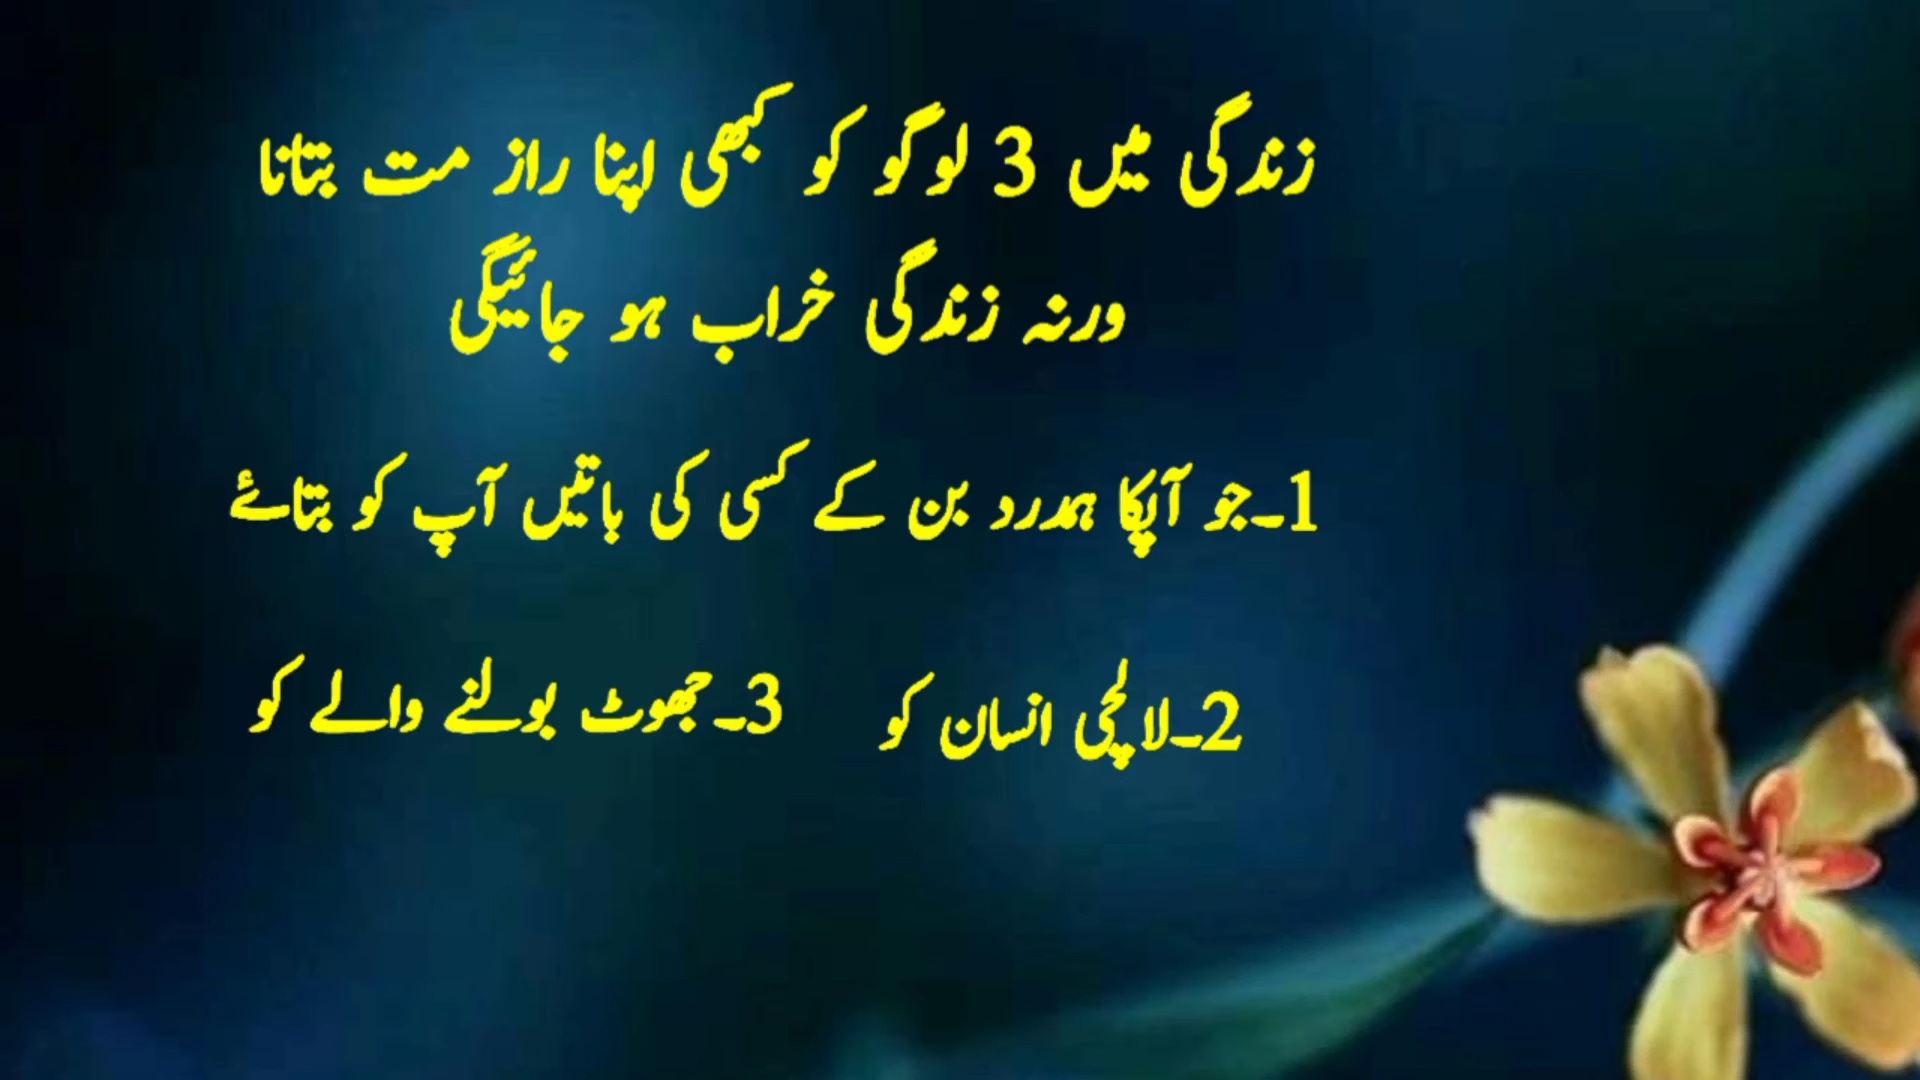 زندگی میں 3 لوگو کو کبھی اپنا راز مت بتانا
ورنہ زندگی خراب ہو جائیگی
1۔جو آپکا ہمدرد بن کے کسی کی باتیں آپ کو بتائے
2۔لالچی انسان کو 3۔جھوٹ بولنے والے کو